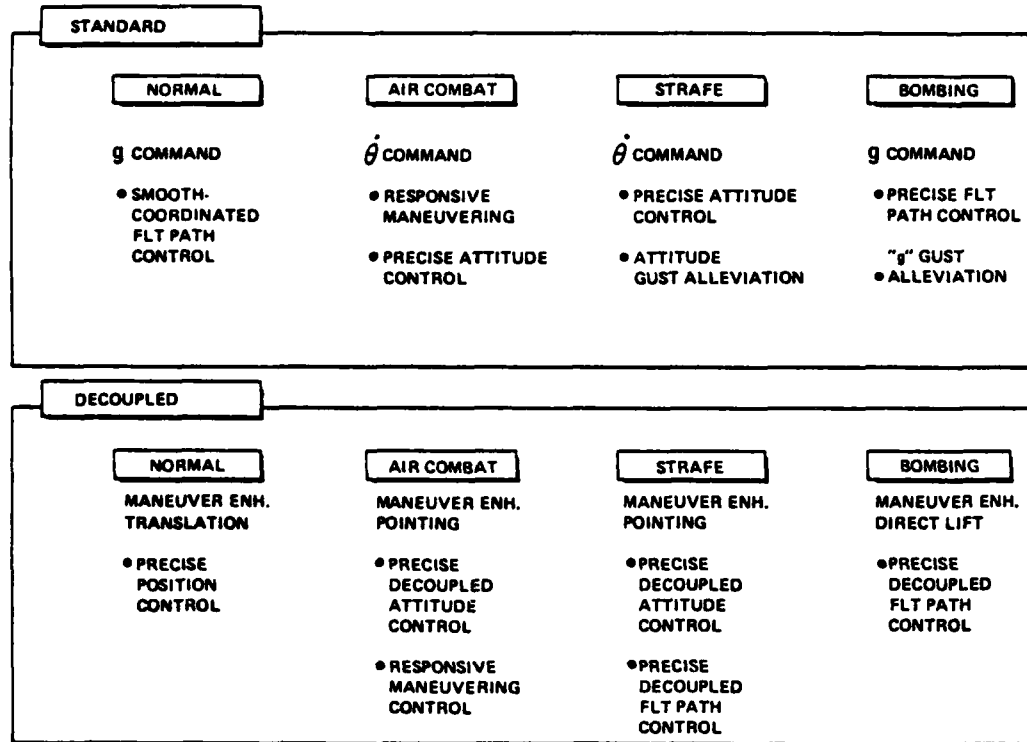 STANDARD
NORMAL
g COMMAND
● SMOOTH-
COORDINATED
FLT PATH
CONTROL
AIR COMBAT
θ̇ COMMAND
● RESPONSIVE
MANEUVERING
● PRECISE ATTITUDE
CONTROL
STRAFE
θ̇ COMMAND
● PRECISE ATTITUDE
CONTROL
● ATTITUDE
GUST ALLEVIATION
BOMBING
g COMMAND
● PRECISE FLT
PATH CONTROL
"g" GUST
● ALLEVIATION
DECOUPLED
NORMAL
MANEUVER ENH.
TRANSLATION
● PRECISE
POSITION
CONTROL
AIR COMBAT
MANEUVER ENH.
POINTING
● PRECISE
DECOUPLED
ATTITUDE
CONTROL
● RESPONSIVE
MANEUVERING
CONTROL
STRAFE
MANEUVER ENH.
POINTING
● PRECISE
DECOUPLED
ATTITUDE
CONTROL
● PRECISE
DECOUPLED
FLT PATH
CONTROL
BOMBING
MANEUVER ENH.
DIRECT LIFT
● PRECISE
DECOUPLED
FLT PATH
CONTROL